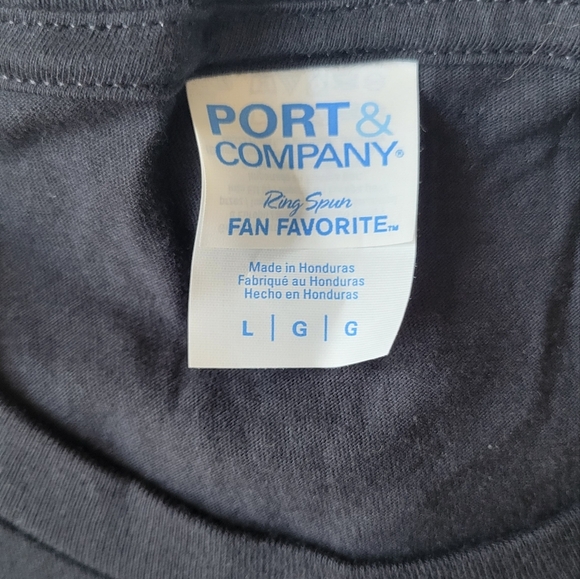 PORT &
COMPANY®
Ring Spun
FAN FAVORITE™
Made in Honduras
Fabriqué au Honduras
Hecho en Honduras
L | G | G